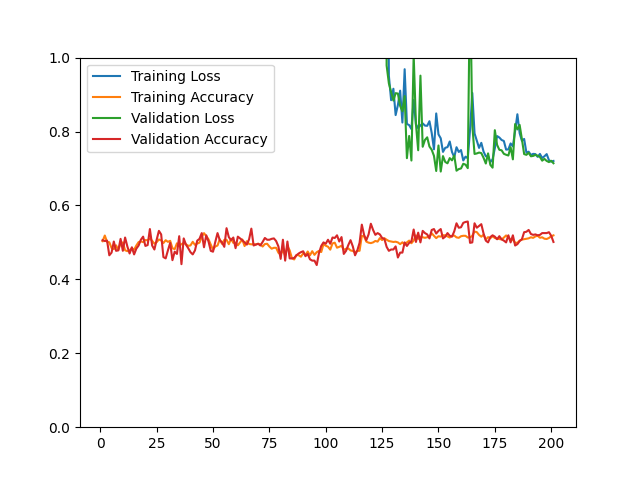 Training Loss
Training Accuracy
Validation Loss
Validation Accuracy
1.0
0.8
0.6
0.4
0.2
0.0
0 25 50 75 100 125 150 175 200